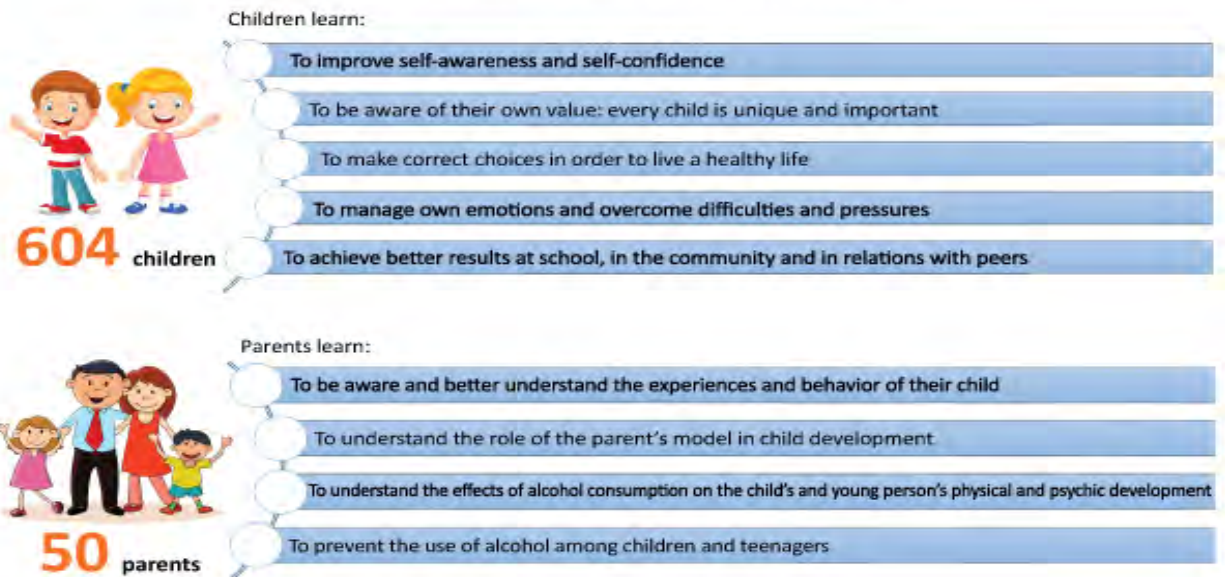 Children learn:
To improve self-awareness and self-confidence
To be aware of their own value: every child is unique and important
To make correct choices in order to live a healthy life
To manage own emotions and overcome difficulties and pressures
604 children
To achieve better results at school, in the community and in relations with peers
Parents learn:
To be aware and better understand the experiences and behavior of their child
To understand the role of the parent's model in child development
To understand the effects of alcohol consumption on the child's and young person's physical and psychic development
To prevent the use of alcohol among children and teenagers
50 parents